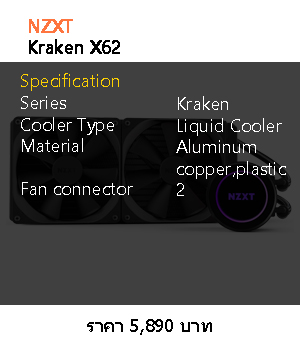 NZXT
Kraken X62
Specification
Series Kraken
Cooler Type Liquid Cooler
Material Aluminum
copper,plastic
Fan connector 2
NZXT
ราคา 5,890 บาท